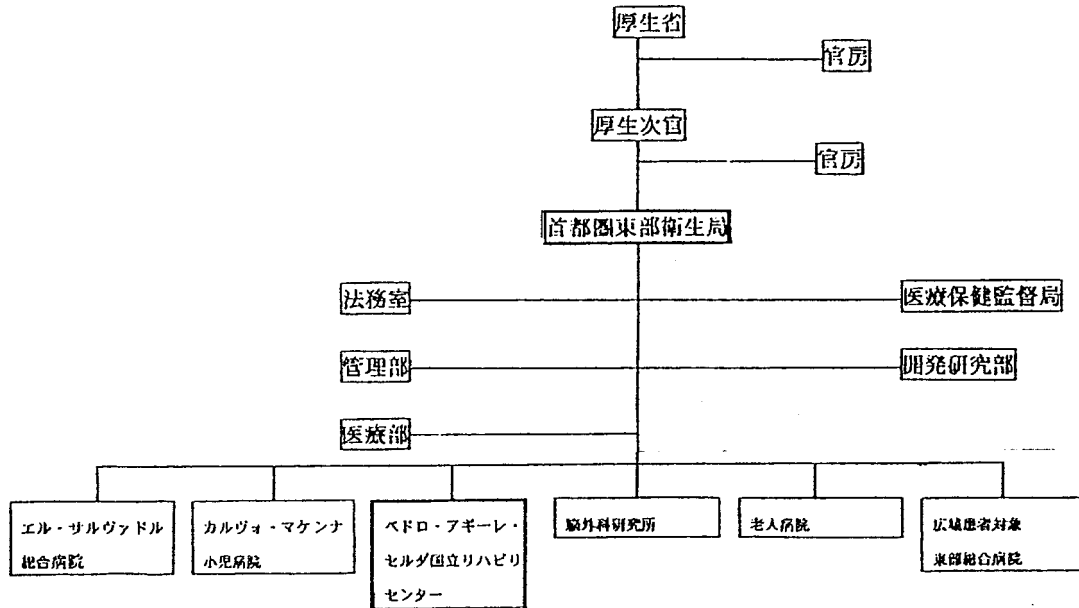 厚生省
官房
厚生次官
官房
首都圏東部衛生局
法務室
医療保健監督局
管理部
開発研究部
医療部
エル・サルヴァドル
総合病院
カルヴォ・マケンナ
小児病院
ペドロ・アギーレ・
セルダ国立リハビリ
センター
脳外科研究所
老人病院
広域患者対象
東部総合病院